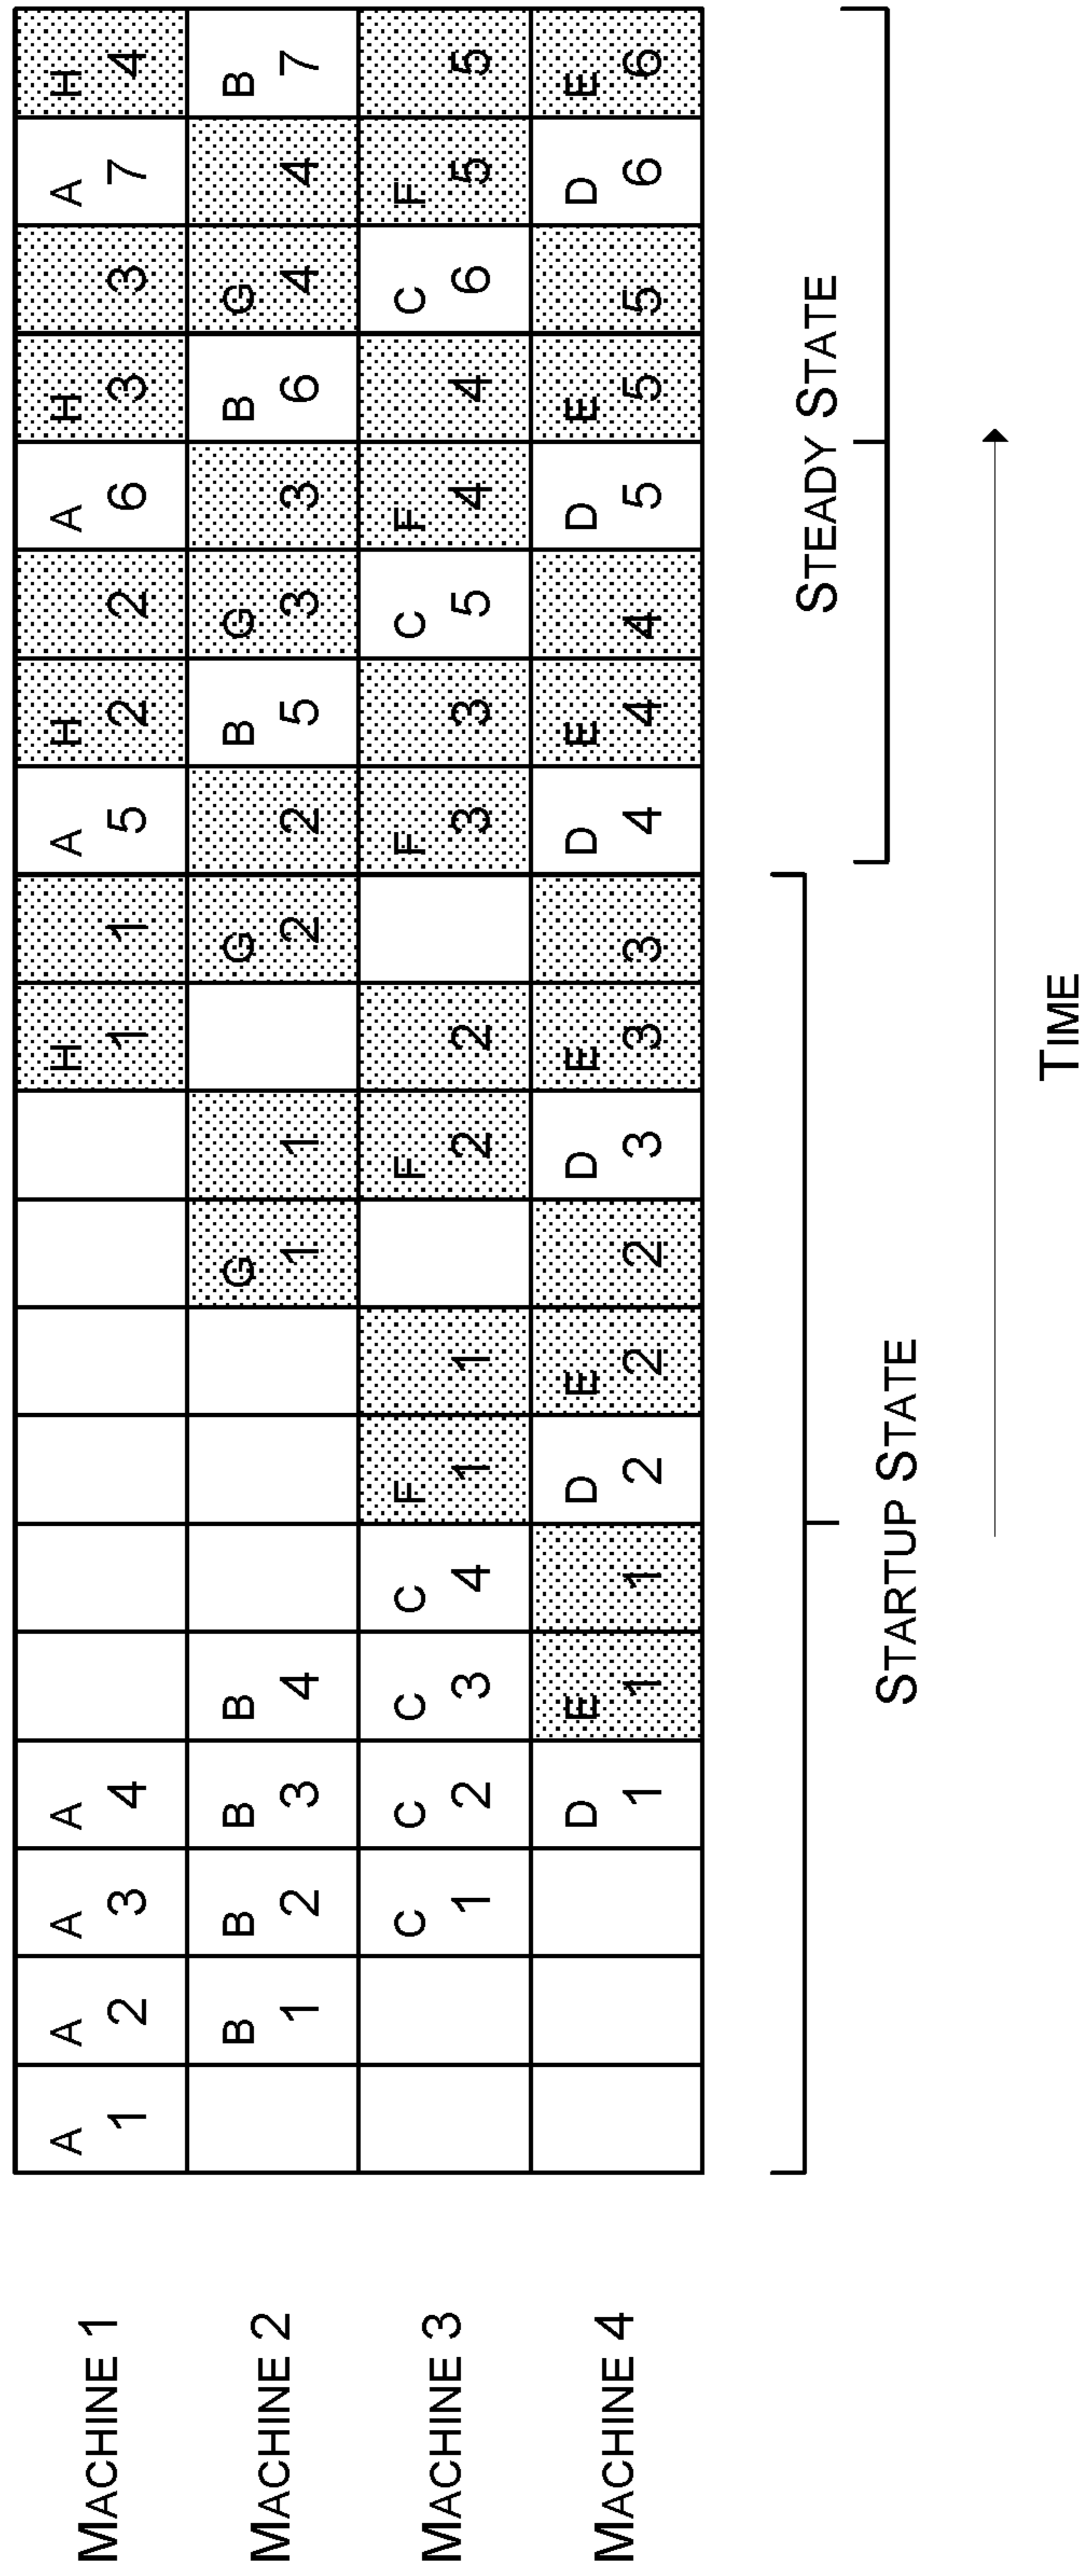 A A A A H A H A H A H
MACHINE 1 1 2 3 4 1 1 5 2 2 6 3 3 7 4
B B B B G G B G B G B
MACHINE 2 1 2 3 4 1 1 2 2 5 3 3 6 4 4 7
C C C C F F F C F C F
MACHINE 3 1 2 3 4 1 1 2 2 3 3 5 4 4 6 5 5
D E D E D E D E D E D E
MACHINE 4 1 1 1 2 2 2 3 3 3 4 4 4 5 5 5 6 6
STARTUP STATE
STEADY STATE
TIME